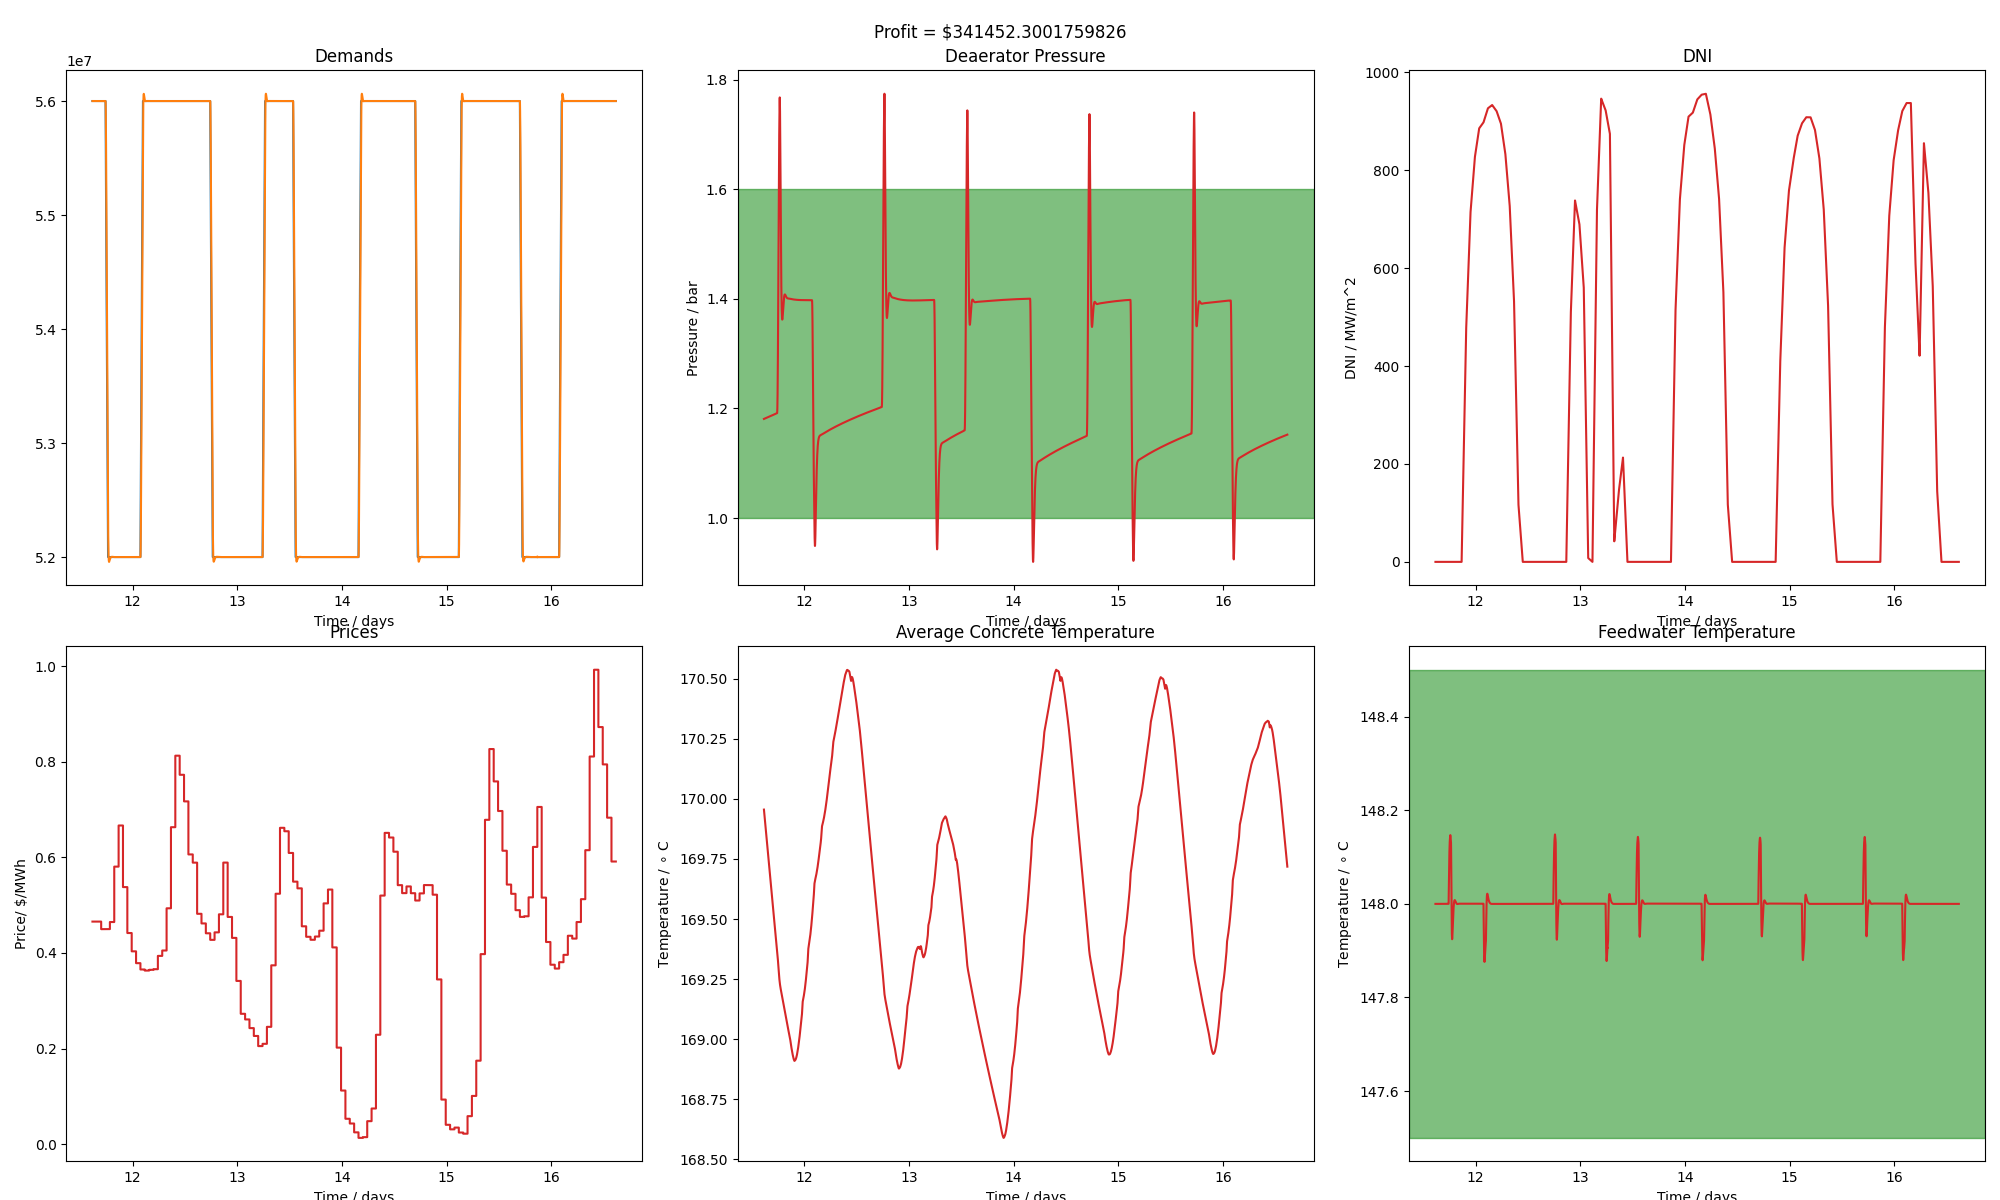 Profit = $341452.3001759826
Demands
1e7
5.6
5.5
5.4
5.3
5.2
12 13 14 15 16
Time / days
Deaerator Pressure
Pressure / bar
1.8
1.6
1.4
1.2
1.0
12 13 14 15 16
Time / days
DNI
DNI / MW/m^2
1000
800
600
400
200
0
12 13 14 15 16
Time / days
Prices
Price/ $/MWh
1.0
0.8
0.6
0.4
0.2
0.0
12 13 14 15 16
Time / days
Average Concrete Temperature
Temperature / ∘ C
170.50
170.25
170.00
169.75
169.50
169.25
169.00
168.75
168.50
12 13 14 15 16
Time / days
Feedwater Temperature
Temperature / ∘ C
148.4
148.2
148.0
147.8
147.6
12 13 14 15 16
Time / days